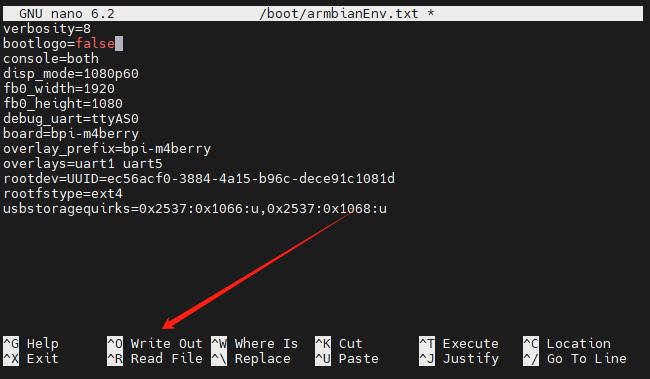 GNU nano 6.2 /boot/armbianEnv.txt *
verbosity=8
bootlogo=false
console=both
disp_mode=1080p60
fb0_width=1920
fb0_height=1080
debug_uart=ttyAS0
board=bpi-m4berry
overlay_prefix=bpi-m4berry
overlays=uart1 uart5
rootdev=UUID=ec56acf0-3884-4a15-b96c-dece91c1081d
rootfstype=ext4
usbstoragequirks=0x2537:0x1066:u,0x2537:0x1068:u
^G Help ^O Write Out ^W Where Is ^K Cut ^T Execute ^C Location
^X Exit ^R Read File ^\ Replace ^U Paste ^J Justify ^/ Go To Line